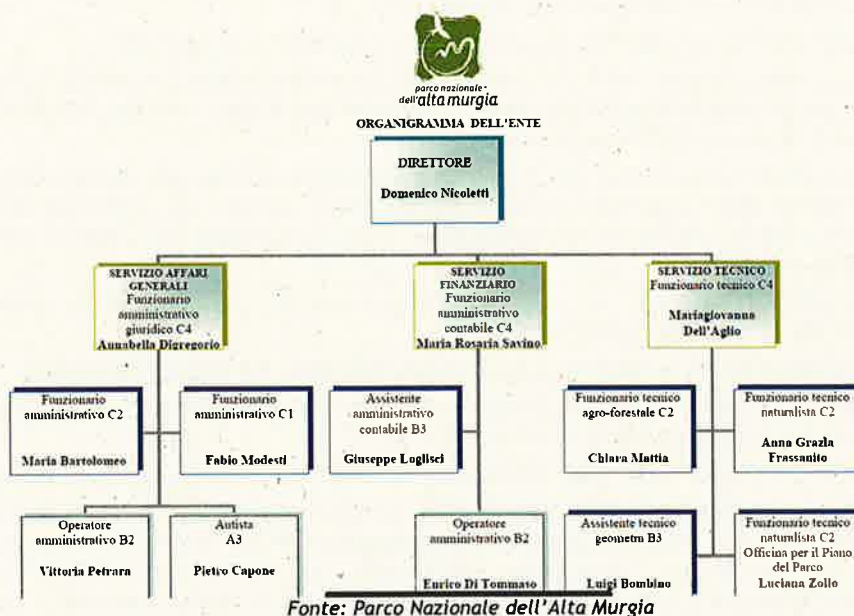 parco nazionale
dell'altamurgia
ORGANIGRAMMA DELL'ENTE
DIRETTORE
Domenico Nicoletti
SERVIZIO AFFARI
GENERALI
Funzionario
amministrativo
giuridico C4
Annabella Digregorio
SERVIZIO
FINANZIARIO
Funzionario
amministrativo
contabile C4
Maria Rosaria Savino
SERVIZIO TECNICO
Funzionario tecnico C4
Mariagiovanna
Dell'Aglio
Funzionario
amministrativo C2
Maria Bartolomeo
Funzionario
amministrativo C1
Fabio Modesti
Assistente
amministrativo
contabile B3
Giuseppe Loglisci
Funzionario tecnico
agro-forestale C2
Chiara Mattia
Funzionario tecnico
naturalista C2
Anna Grazia
Frassanito
Operatore
amministrativo B2
Vittoria Petrara
Autista
A3
Pietro Capone
Operatore
amministrativo B2
Enrico Di Tommaso
Assistente tecnico
geometra B3
Luigi Bombino
Funzionario tecnico
naturalista C2
Officina per il Piano
del Parco
Luciana Zollo
Fonte: Parco Nazionale dell'Alta Murgia